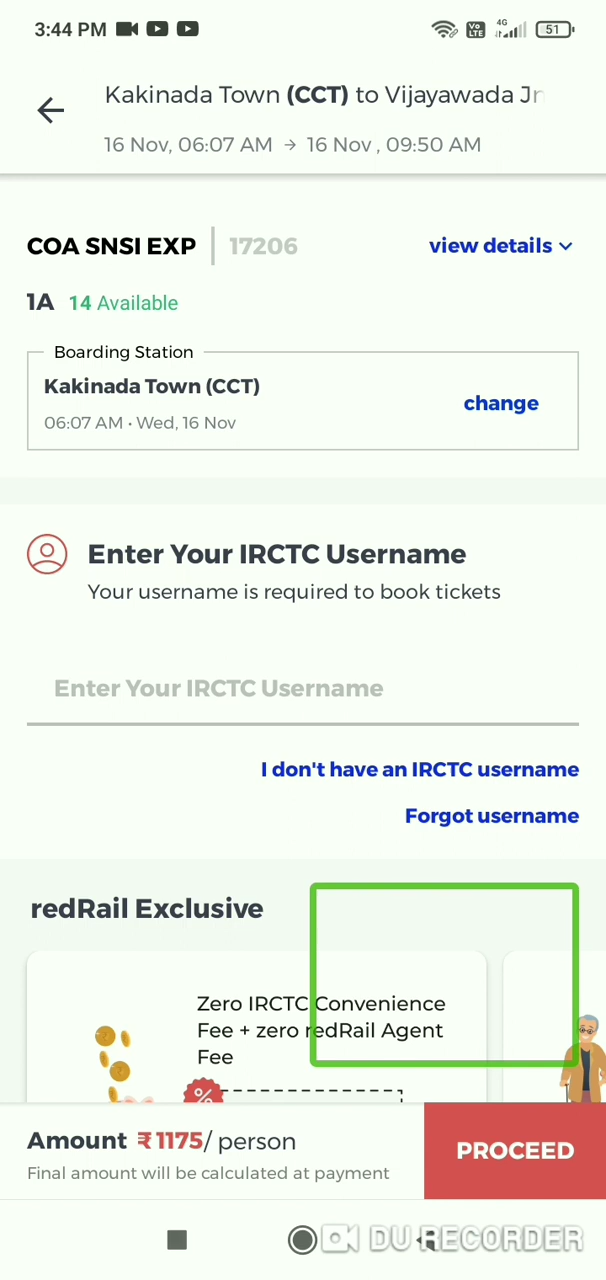 3:44 PM
Vo LTE 4G 51
Kakinada Town (CCT) to Vijayawada Jn
16 Nov, 06:07 AM → 16 Nov , 09:50 AM
COA SNSI EXP | 17206
view details
1A 14 Available
Boarding Station
Kakinada Town (CCT)
change
06:07 AM • Wed, 16 Nov
Enter Your IRCTC Username
Your username is required to book tickets
Enter Your IRCTC Username
I don't have an IRCTC username
Forgot username
redRail Exclusive
Zero IRCTC Convenience
Fee + zero redRail Agent
Fee
%
Amount ₹1175/ person
PROCEED
Final amount will be calculated at payment
DU RECORDER